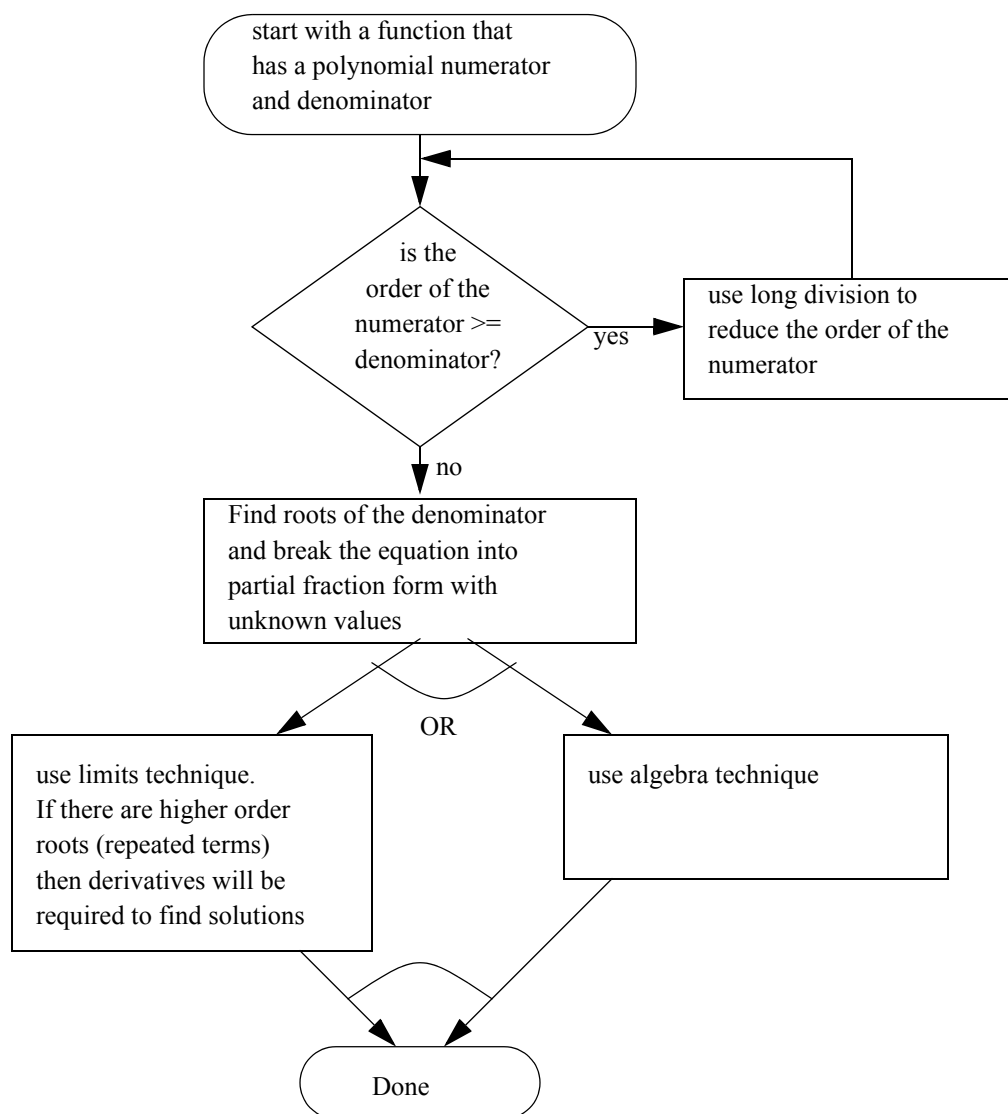 start with a function that
has a polynomial numerator
and denominator
is the
order of the
numerator >=
denominator?
yes
use long division to
reduce the order of the
numerator
no
Find roots of the denominator
and break the equation into
partial fraction form with
unknown values
OR
use limits technique.
If there are higher order
roots (repeated terms)
then derivatives will be
required to find solutions
use algebra technique
Done